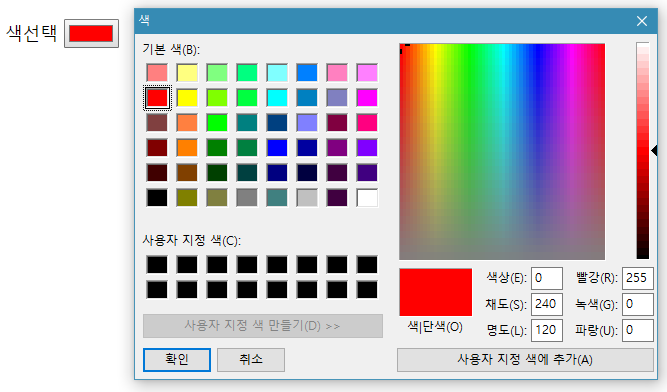 색
색선택
기본 색(B):
사용자 지정 색(C):
사용자 지정 색 만들기(D) >>
확인
취소
색|단색(O)
색상(E): 0
빨강(R): 255
채도(S): 240
녹색(G): 0
명도(L): 120
파랑(U): 0
사용자 지정 색에 추가(A)